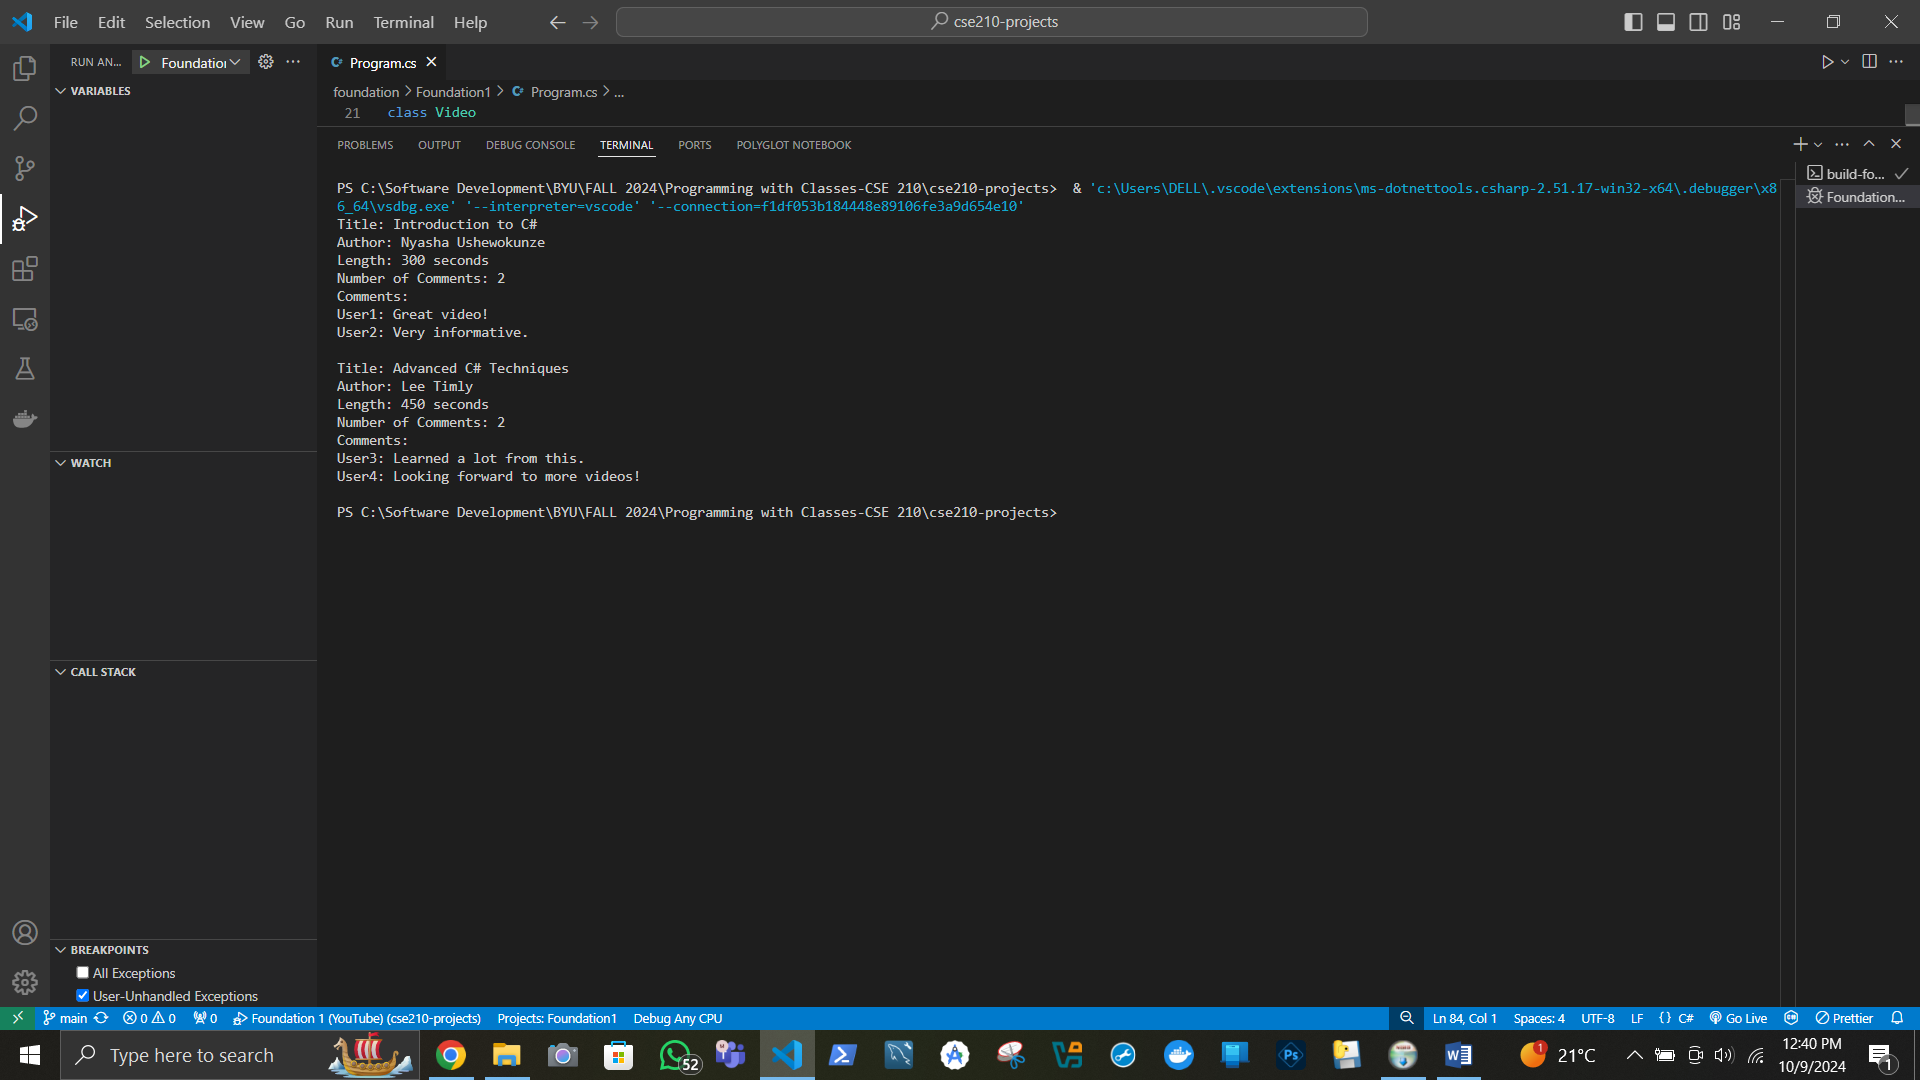 File Edit Selection View Go Run Terminal Help
cse210-projects
RUN AN...
Foundation
Program.cs
VARIABLES
foundation > Foundation1 > Program.cs > ...
21 class Video
PROBLEMS OUTPUT DEBUG CONSOLE TERMINAL PORTS POLYGLOT NOTEBOOK
PS C:\Software Development\BYU\FALL 2024\Programming with Classes-CSE 210\cse210-projects> & 'c:\Users\DELL\.vscode\extensions\ms-dotnettools.csharp-2.51.17-win32-x64\.debugger\x8
6_64\vsdbg.exe' '--interpreter=vscode' '--connection=f1df053b184448e89106fe3a9d654e10'
Title: Introduction to C#
Author: Nyasha Ushewokunze
Length: 300 seconds
Number of Comments: 2
Comments:
User1: Great video!
User2: Very informative.
Title: Advanced C# Techniques
Author: Lee Timly
Length: 450 seconds
Number of Comments: 2
Comments:
User3: Learned a lot from this.
User4: Looking forward to more videos!
PS C:\Software Development\BYU\FALL 2024\Programming with Classes-CSE 210\cse210-projects>
build-fo...
Foundation...
WATCH
CALL STACK
BREAKPOINTS
All Exceptions
User-Unhandled Exceptions
main 0 0 0 Foundation 1 (YouTube) (cse210-projects) Projects: Foundation1 Debug Any CPU
Ln 84, Col 1 Spaces: 4 UTF-8 LF {} C# Go Live Prettier
Type here to search
52
Ps
1
21°C
12:40 PM
10/9/2024
1